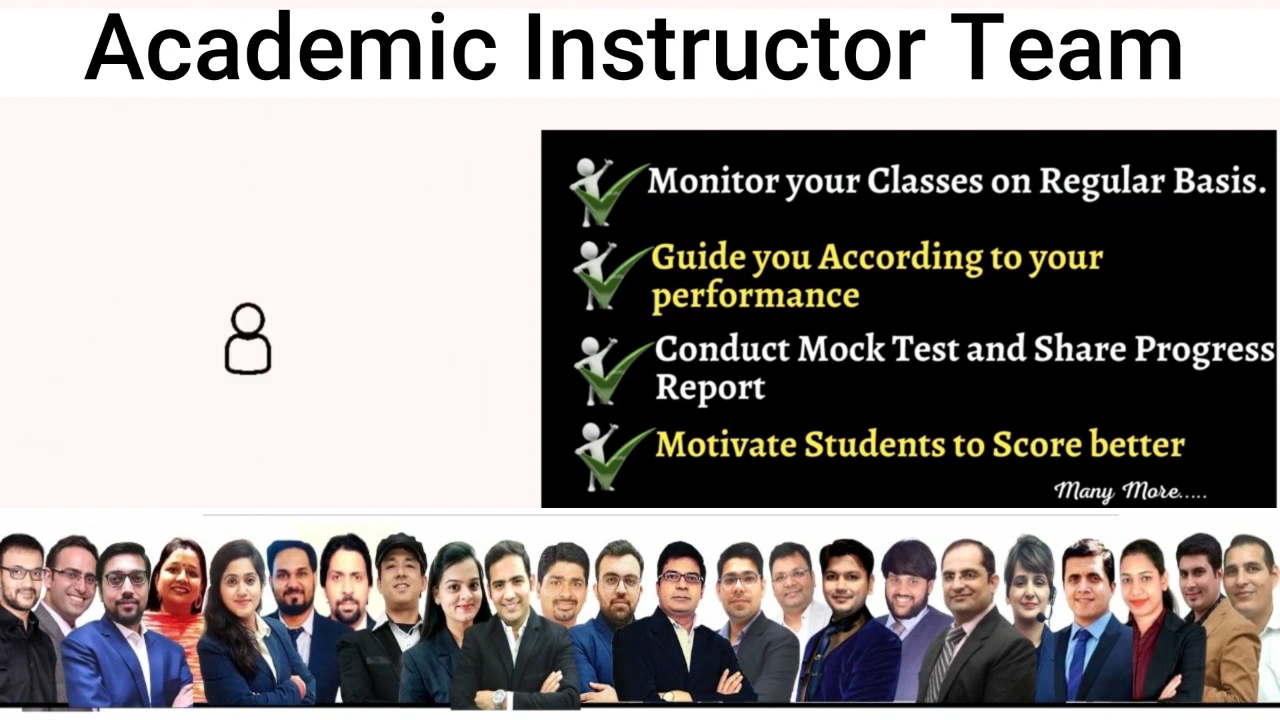 Academic Instructor Team
Monitor your Classes on Regular Basis.
Guide you According to your
performance
Conduct Mock Test and Share Progress
Report
Motivate Students to Score better
Many More.....